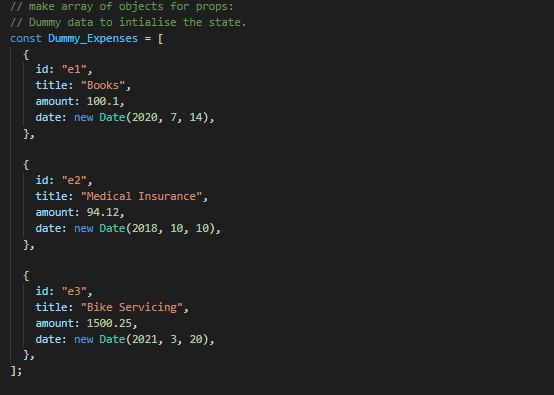 // make array of objects for props:
// Dummy data to intialise the state.
const Dummy_Expenses = [
{
id: "e1",
title: "Books",
amount: 100.1,
date: new Date(2020, 7, 14),
},
{
id: "e2",
title: "Medical Insurance",
amount: 94.12,
date: new Date(2018, 10, 10),
},
{
id: "e3",
title: "Bike Servicing",
amount: 1500.25,
date: new Date(2021, 3, 20),
},
];